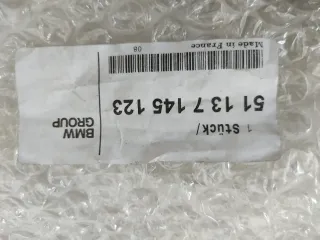 1 Stück/
51 13 7 145 123
BMW
GROUP
08
Made in France